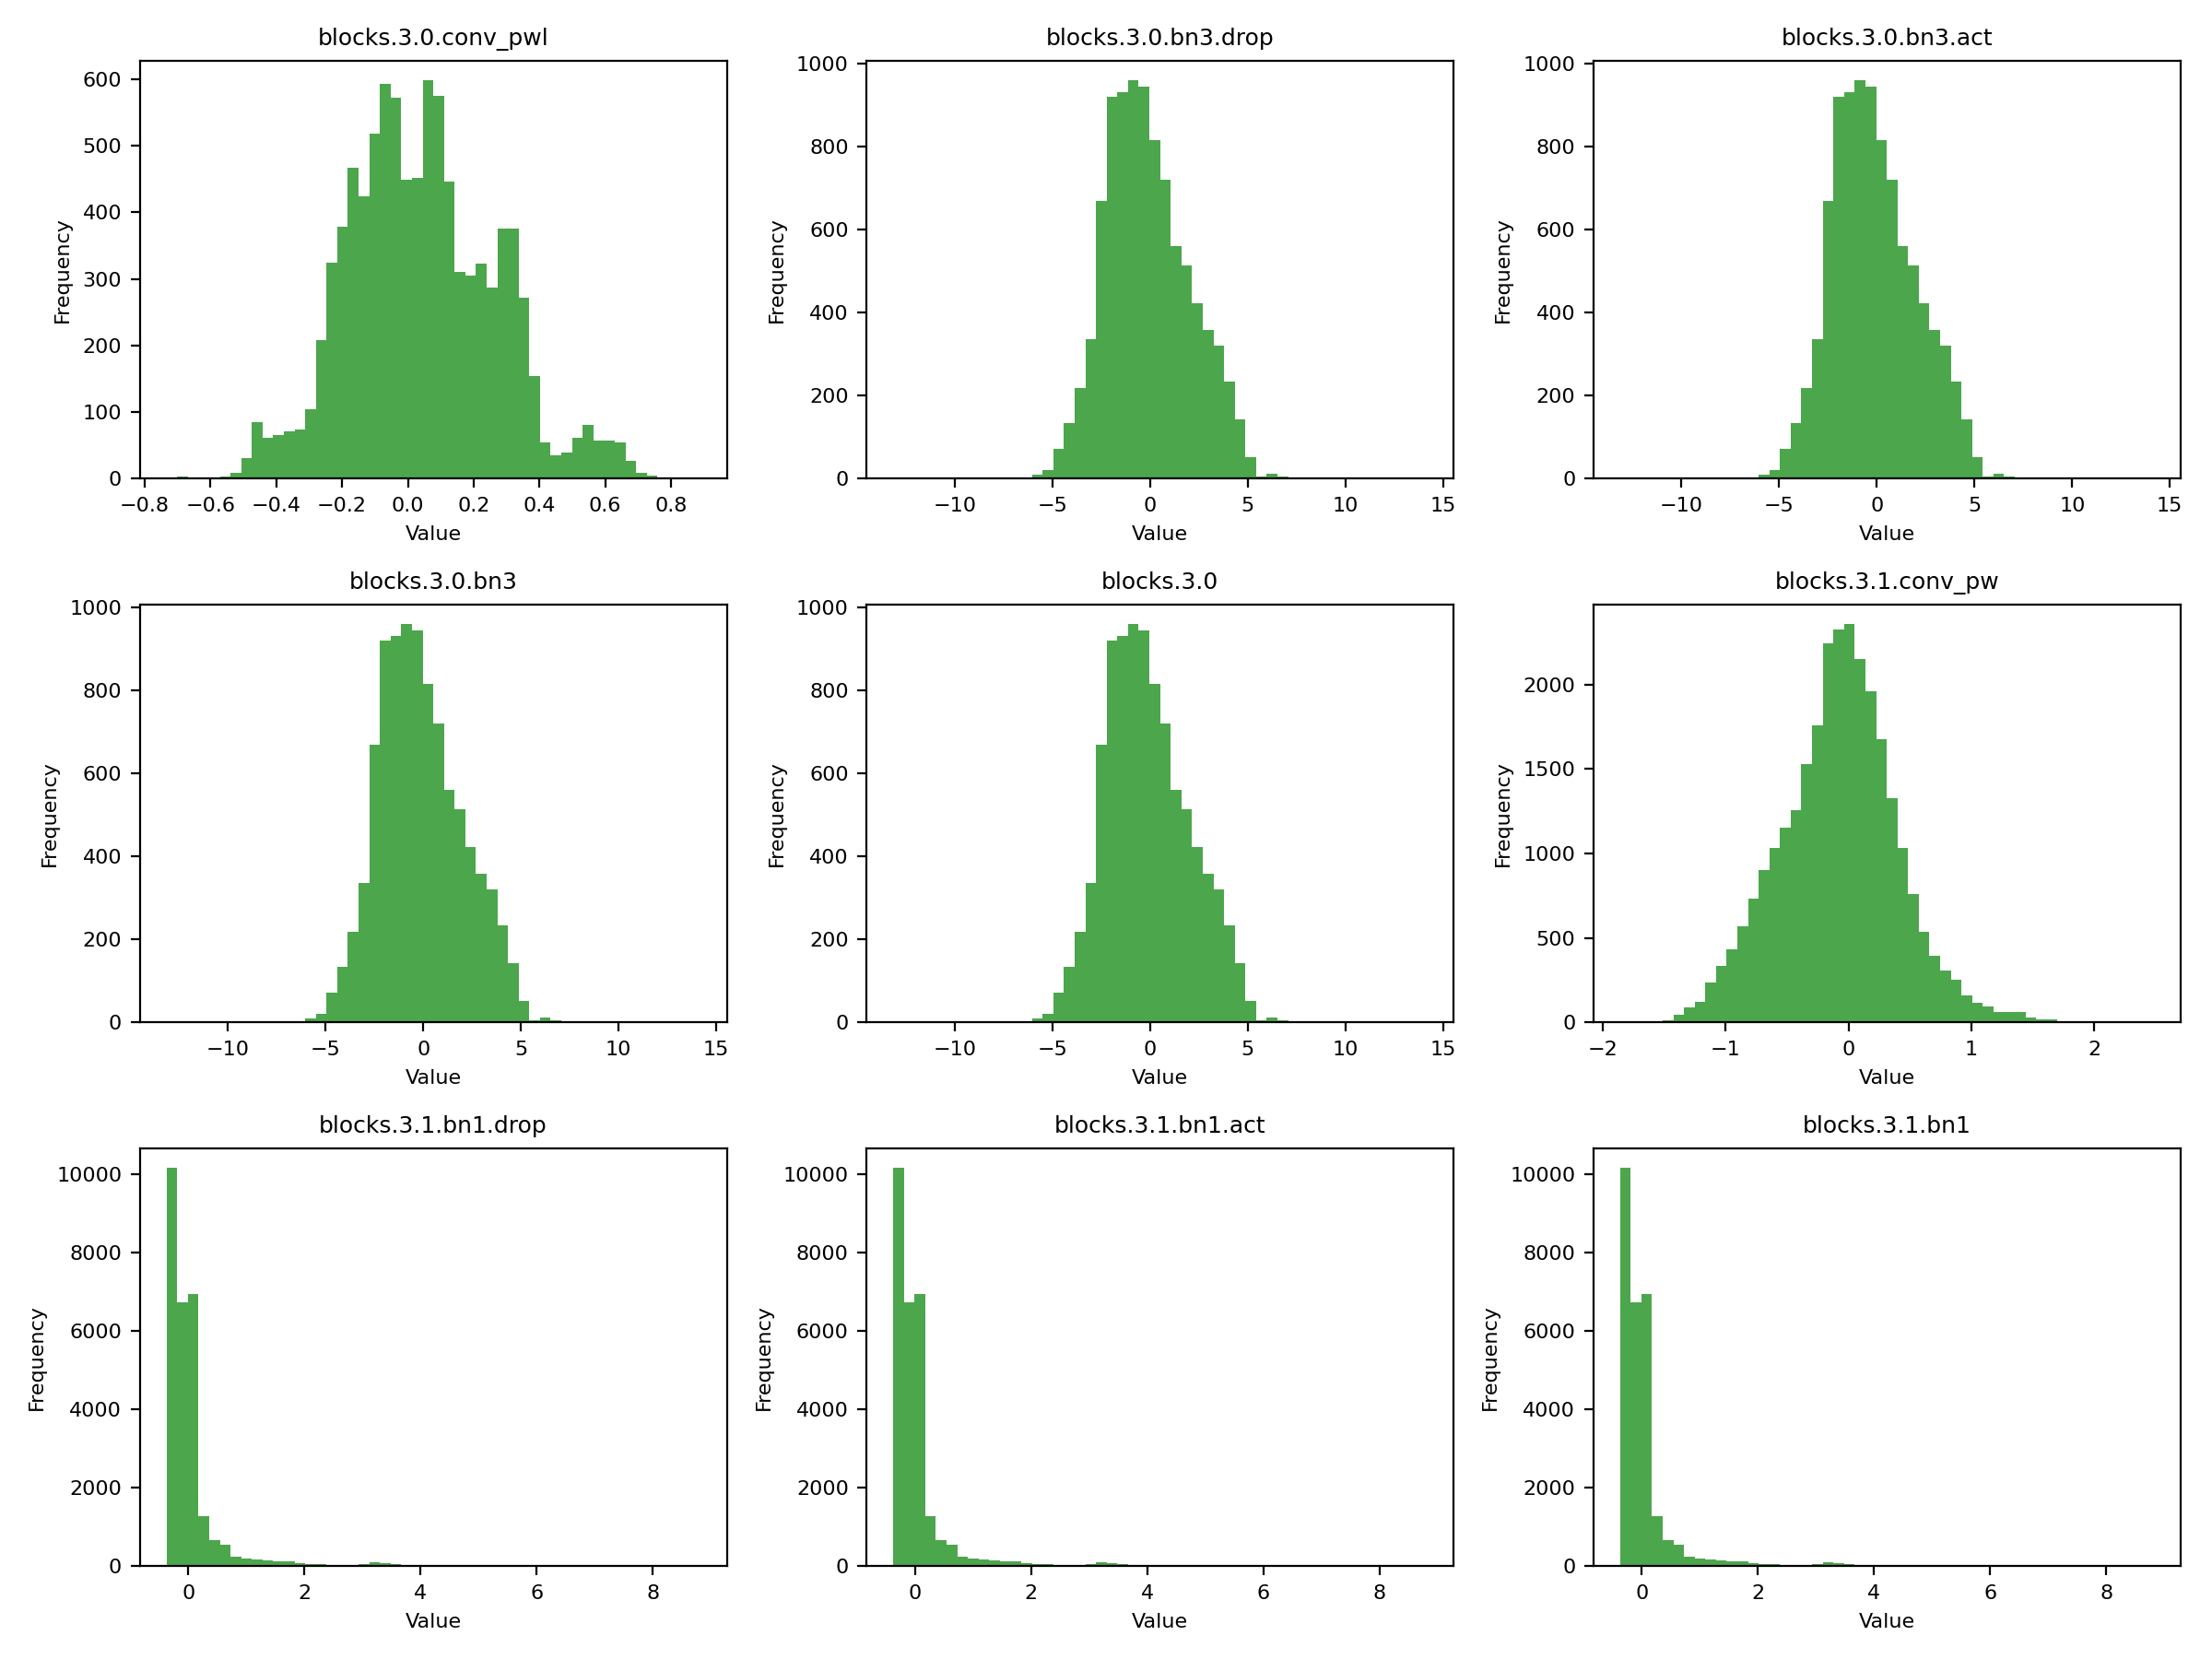 blocks.3.0.conv_pwl
Frequency
600
500
400
300
200
100
0
−0.8 −0.6 −0.4 −0.2 0.0 0.2 0.4 0.6 0.8
Value
blocks.3.0.bn3.drop
Frequency
1000
800
600
400
200
0
−10 −5 0 5 10 15
Value
blocks.3.0.bn3.act
Frequency
1000
800
600
400
200
0
−10 −5 0 5 10 15
Value
blocks.3.0.bn3
Frequency
1000
800
600
400
200
0
−10 −5 0 5 10 15
Value
blocks.3.0
Frequency
1000
800
600
400
200
0
−10 −5 0 5 10 15
Value
blocks.3.1.conv_pw
Frequency
2000
1500
1000
500
0
−2 −1 0 1 2
Value
blocks.3.1.bn1.drop
Frequency
10000
8000
6000
4000
2000
0
0 2 4 6 8
Value
blocks.3.1.bn1.act
Frequency
10000
8000
6000
4000
2000
0
0 2 4 6 8
Value
blocks.3.1.bn1
Frequency
10000
8000
6000
4000
2000
0
0 2 4 6 8
Value